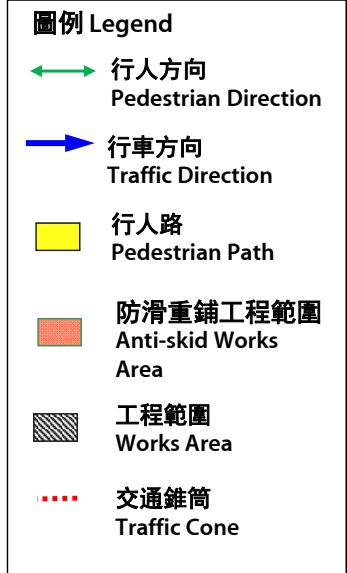 圖例 Legend
行人方向
Pedestrian Direction
行車方向
Traffic Direction
行人路
Pedestrian Path
防滑重鋪工程範圍
Anti-skid Works
Area
工程範圍
Works Area
交通錐筒
Traffic Cone